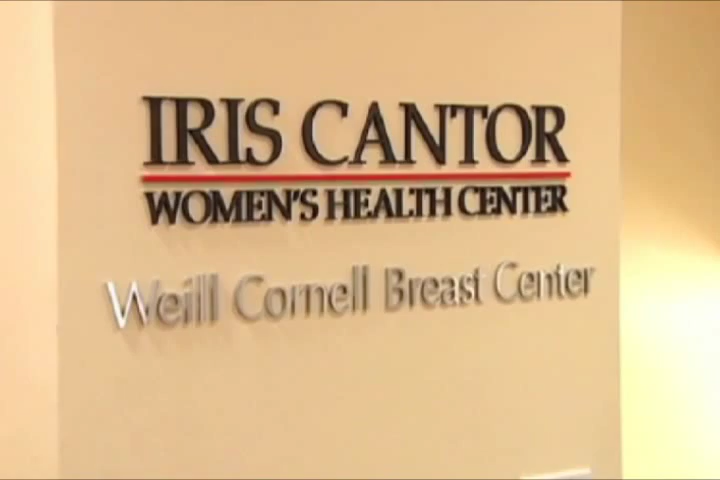 IRIS CANTOR
WOMEN'S HEALTH CENTER
Weill Cornell Breast Center